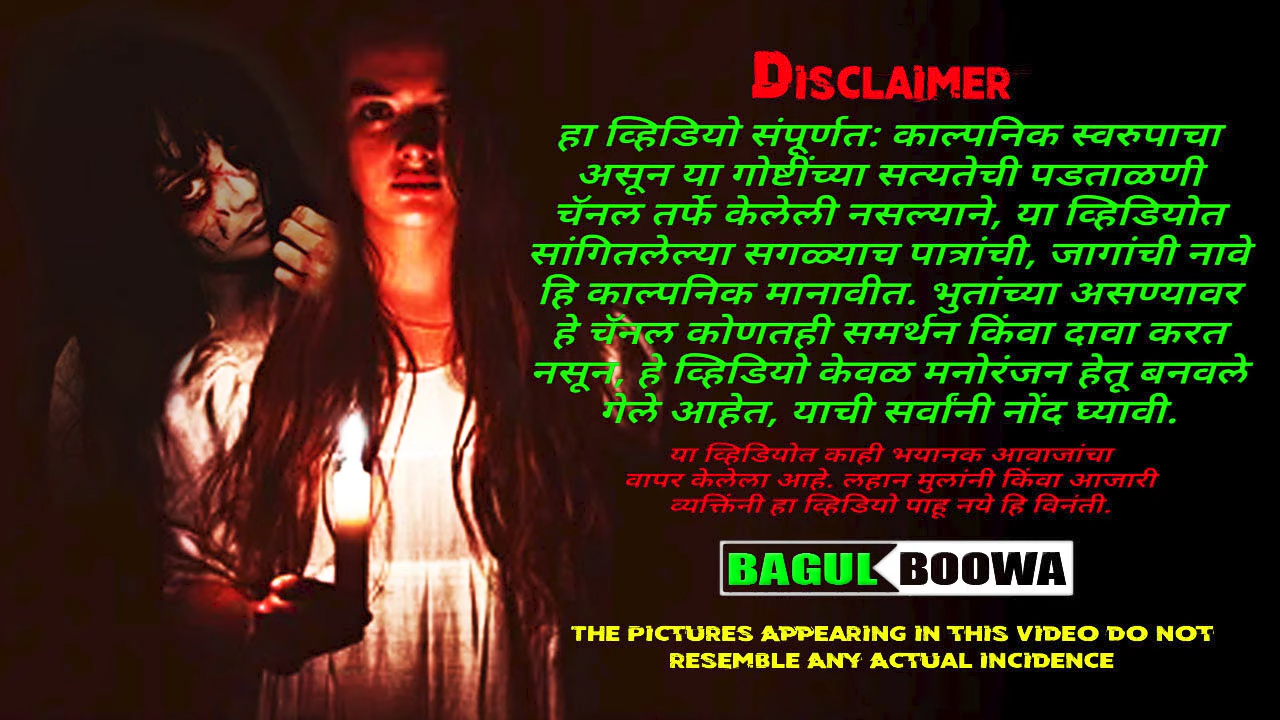 DISCLAIMER
हा व्हिडियो संपूर्णत: काल्पनिक स्वरुपाचा
असून या गोष्टींच्या सत्यतेची पडताळणी
चॅनल तर्फे केलेली नसल्याने, या व्हिडियोत
सांगितलेल्या सगळ्याच पात्रांची, जागांची नावे
हि काल्पनिक मानावीत. भुतांच्या असण्यावर
हे चॅनल कोणतही समर्थन किंवा दावा करत
नसून, हे व्हिडियो केवळ मनोरंजन हेतू बनवले
गेले आहेत, याची सर्वांनी नोंद घ्यावी.
या व्हिडियोत काही भयानक आवाजांचा
वापर केलेला आहे. लहान मुलांनी किंवा आजारी
व्यक्तिंनी हा व्हिडियो पाहू नये हि विनंती.
BAGUL BOOWA
THE PICTURES APPEARING IN THIS VIDEO DO NOT
RESEMBLE ANY ACTUAL INCIDENCE